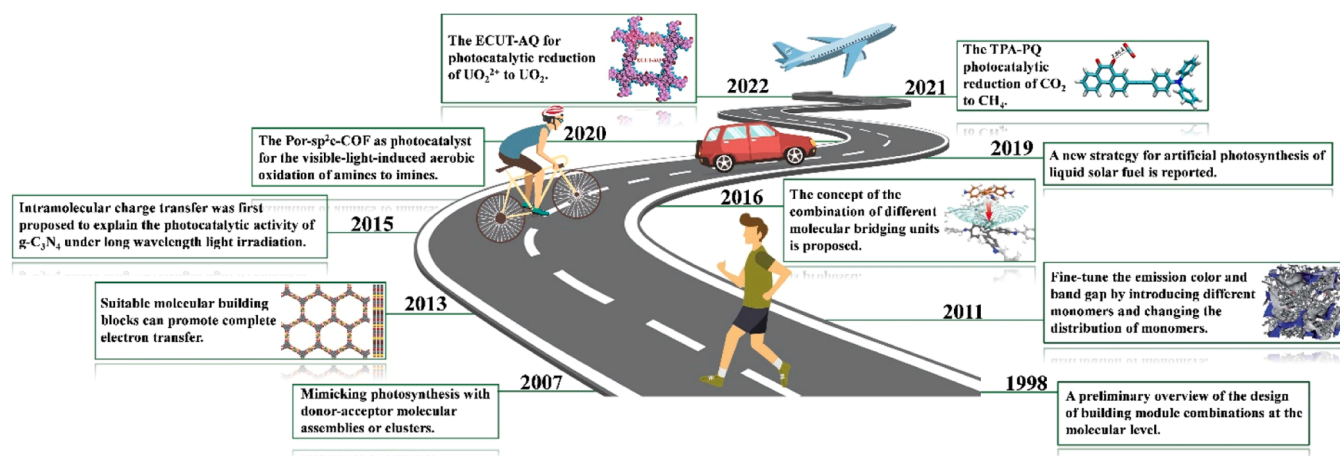 The ECUT-AQ for
photocatalytic reduction
of UO₂²⁺ to UO₂.
ECUT-AQ
2022
The TPA-PQ
photocatalytic
reduction of CO₂
to CH₄.
2021
The Por-sp²c-COF as photocatalyst
for the visible-light-induced aerobic
oxidation of amines to imines.
2020
2019
A new strategy for artificial photosynthesis of
liquid solar fuel is reported.
Intramolecular charge transfer was first
proposed to explain the photocatalytic activity of
g-C₃N₄ under long wavelength light irradiation.
2015
2016
The concept of the
combination of different
molecular bridging units
is proposed.
Suitable molecular building
blocks can promote complete
electron transfer.
2013
2011
Fine-tune the emission color and
band gap by introducing different
monomers and changing the
distribution of monomers.
Mimicking photosynthesis with
donor-acceptor molecular
assemblies or clusters.
2007
1998
A preliminary overview of the design
of building module combinations at the
molecular level.